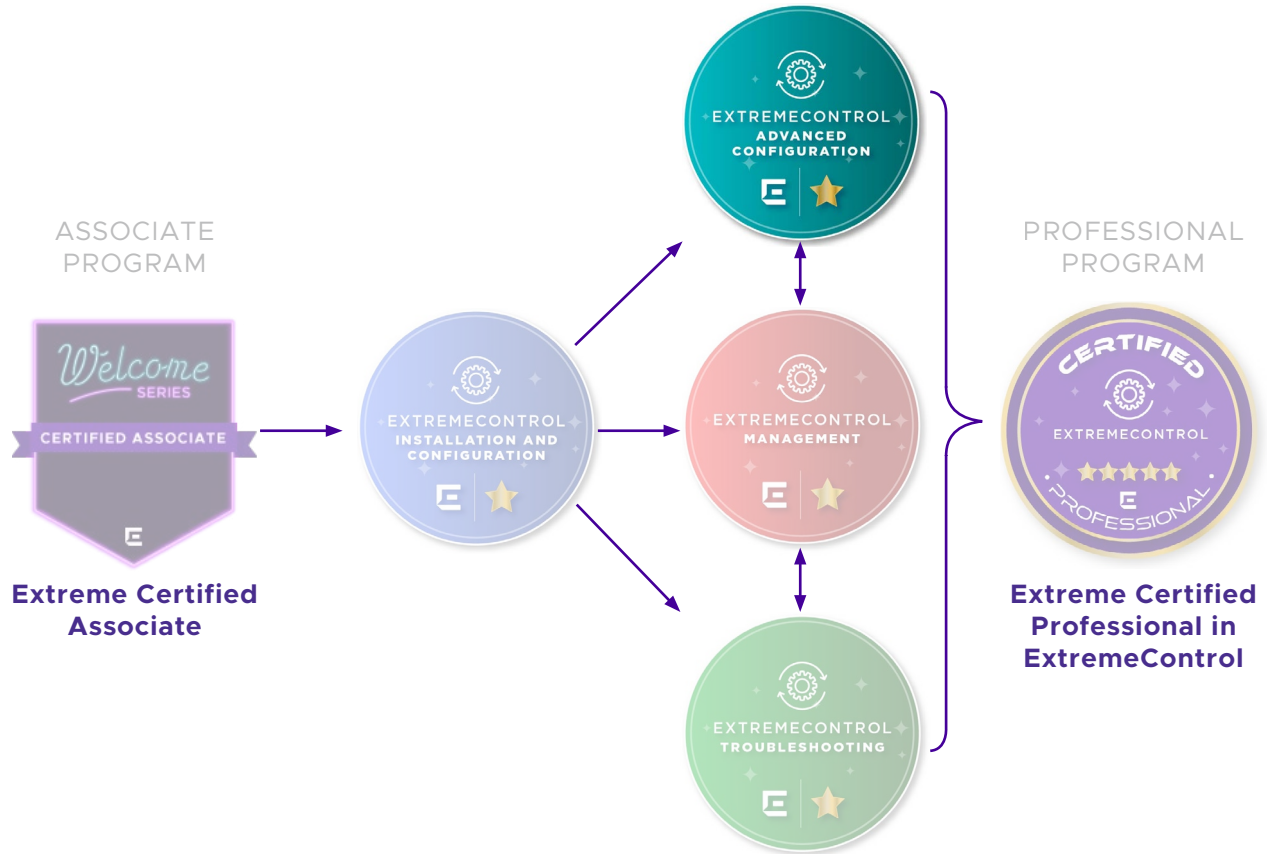 ASSOCIATE
PROGRAM
Welcome
SERIES
CERTIFIED ASSOCIATE
Extreme Certified
Associate
EXTREMECONTROL
INSTALLATION AND
CONFIGURATION
EXTREMECONTROL
ADVANCED
CONFIGURATION
EXTREMECONTROL
MANAGEMENT
EXTREMECONTROL
TROUBLESHOOTING
PROFESSIONAL
PROGRAM
CERTIFIED
EXTREMECONTROL
PROFESSIONAL
Extreme Certified
Professional in
ExtremeControl